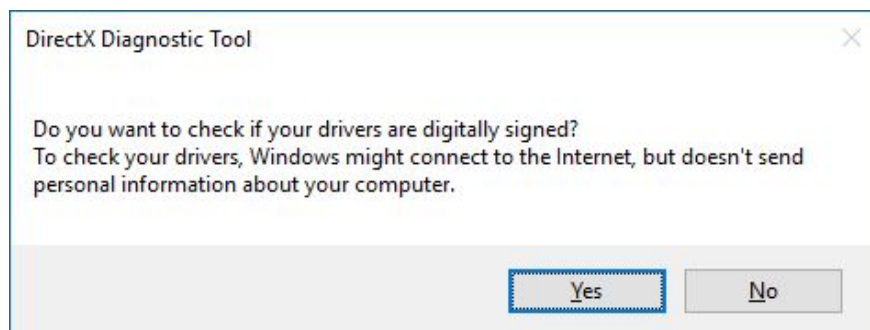 DirectX Diagnostic Tool
Do you want to check if your drivers are digitally signed?
To check your drivers, Windows might connect to the Internet, but doesn't send
personal information about your computer.
Yes
No